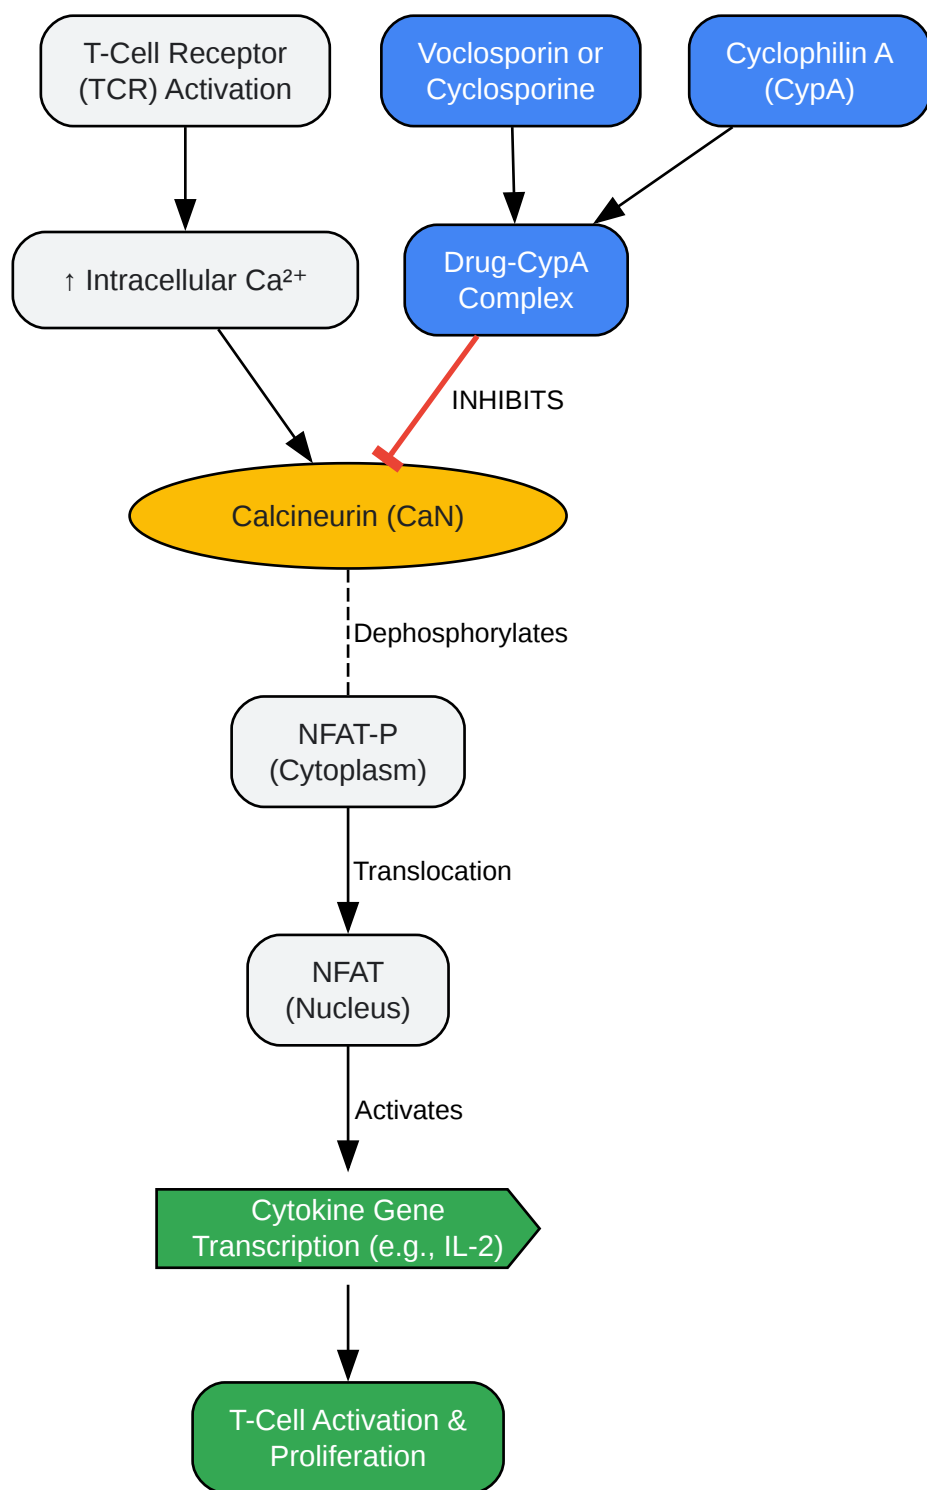 T-Cell Receptor
(TCR) Activation
Voclosporin or
Cyclosporine
Cyclophilin A
(CypA)
↑ Intracellular Ca²⁺
Drug-CypA
Complex
INHIBITS
Calcineurin (CaN)
Dephosphorylates
NFAT-P
(Cytoplasm)
Translocation
NFAT
(Nucleus)
Activates
Cytokine Gene
Transcription (e.g., IL-2)
T-Cell Activation &
Proliferation